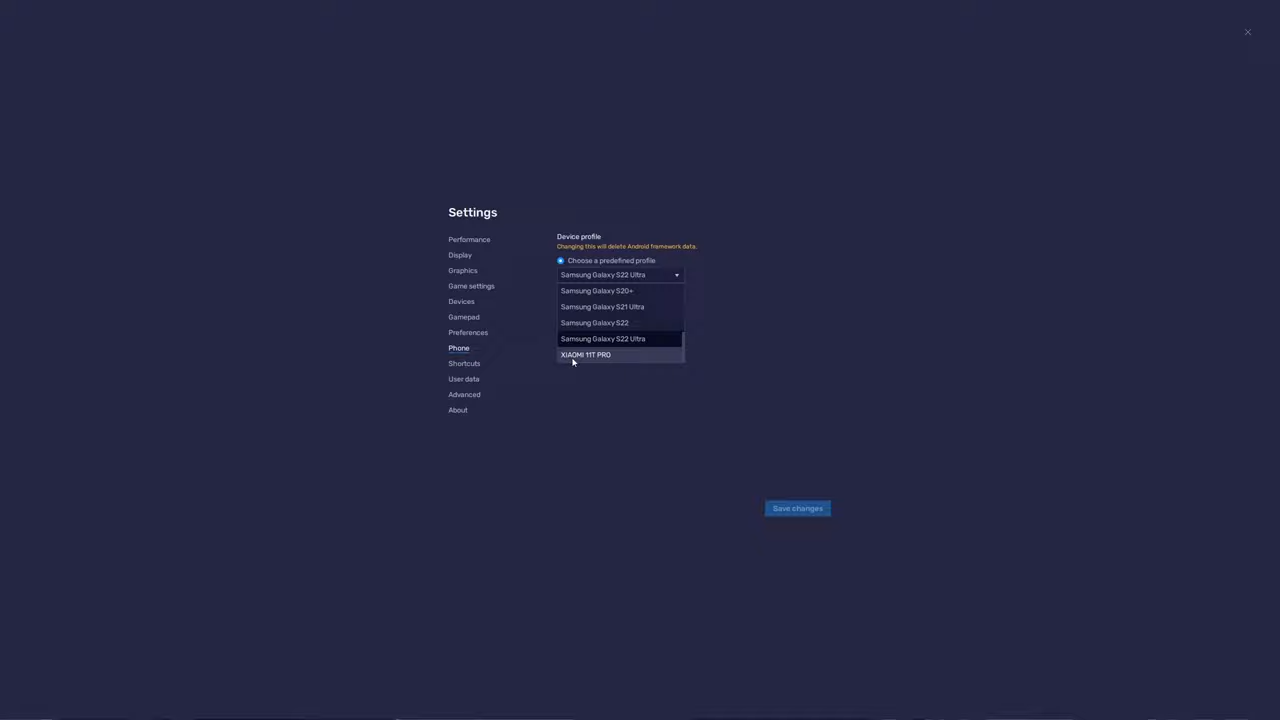 Settings
Performance
Display
Graphics
Game settings
Devices
Gamepad
Preferences
Phone
Shortcuts
User data
Advanced
About
Device profile
Changing this will delete Android framework data.
Choose a predefined profile
Samsung Galaxy S22 Ultra
Samsung Galaxy S20+
Samsung Galaxy S21 Ultra
Samsung Galaxy S22
Samsung Galaxy S22 Ultra
XIAOMI 11T PRO
Save changes